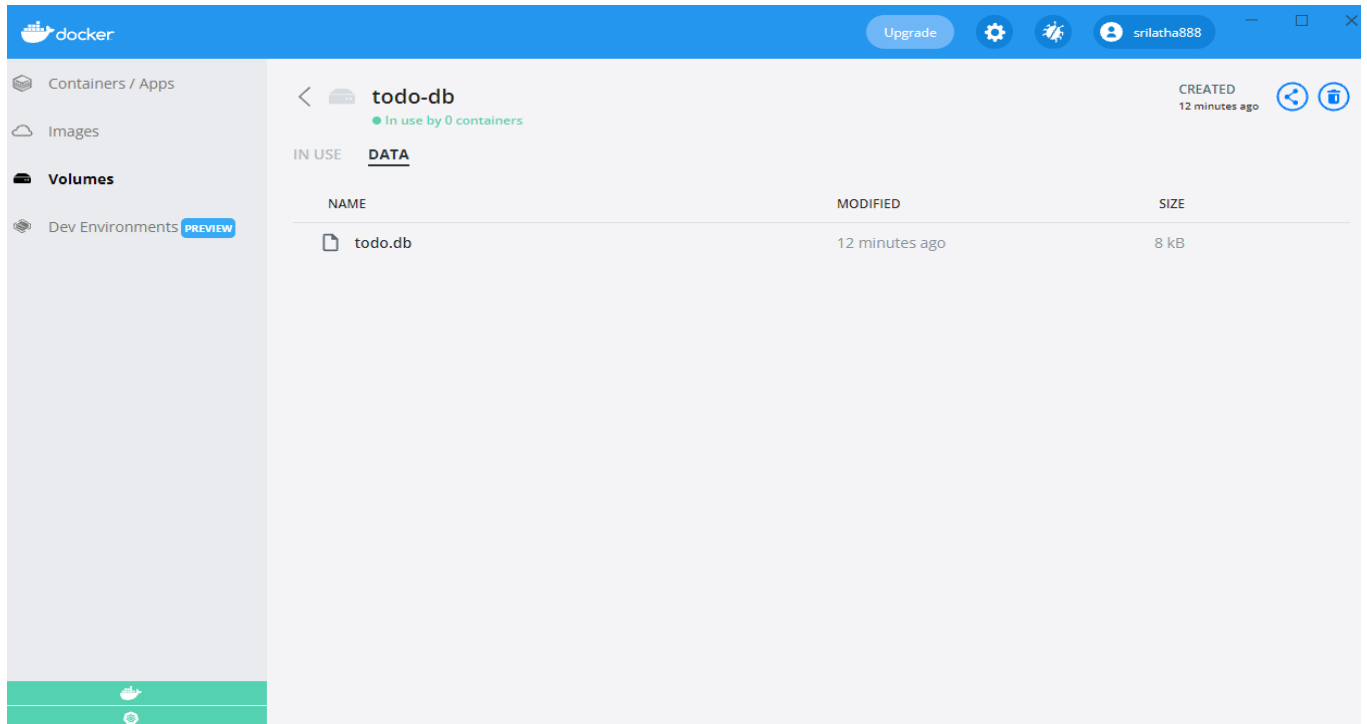 docker
Upgrade
srilatha888
Containers / Apps
Images
Volumes
Dev Environments PREVIEW
todo-db
In use by 0 containers
CREATED
12 minutes ago
IN USE DATA
NAME MODIFIED SIZE
todo.db 12 minutes ago 8 kB